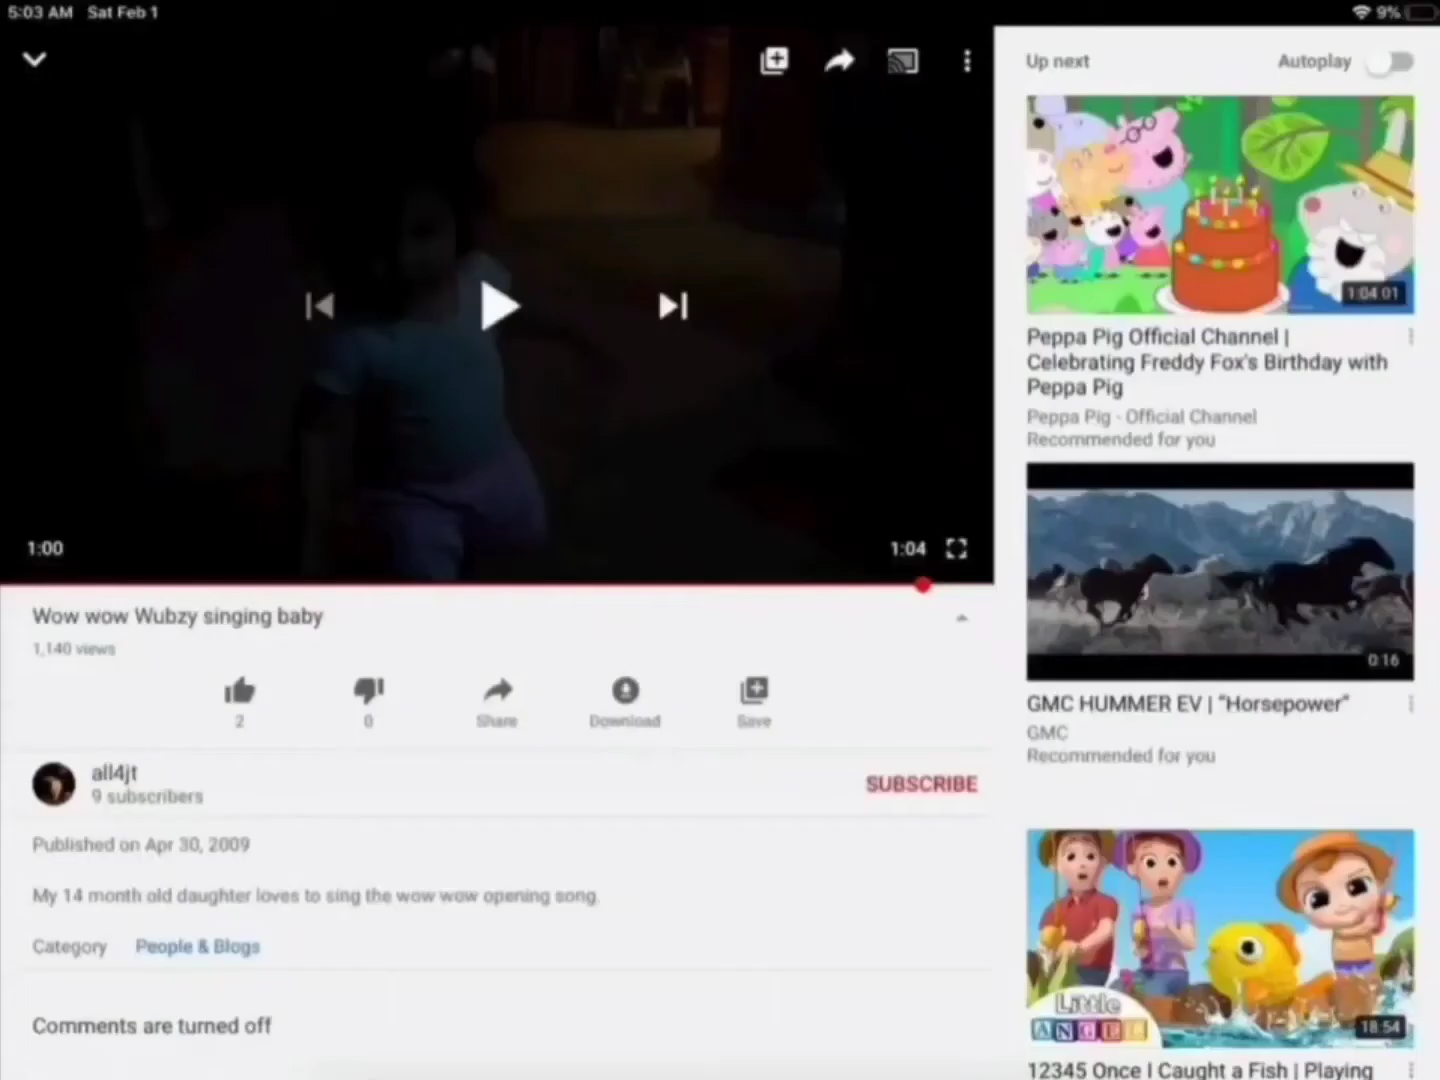 5:03 AM Sat Feb 1
9%
Up next
Autoplay
1:04:01
Peppa Pig Official Channel |
Celebrating Freddy Fox's Birthday with
Peppa Pig
Peppa Pig - Official Channel
Recommended for you
1:00
1:04
Wow wow Wubzy singing baby
1,140 views
2
0
Share
Download
Save
0:16
GMC HUMMER EV | “Horsepower”
GMC
Recommended for you
all4jt
9 subscribers
SUBSCRIBE
Published on Apr 30, 2009
My 14 month old daughter loves to sing the wow wow opening song.
Category People & Blogs
Comments are turned off
Little
ANGEL
18:54
12345 Once I Caught a Fish | Playing